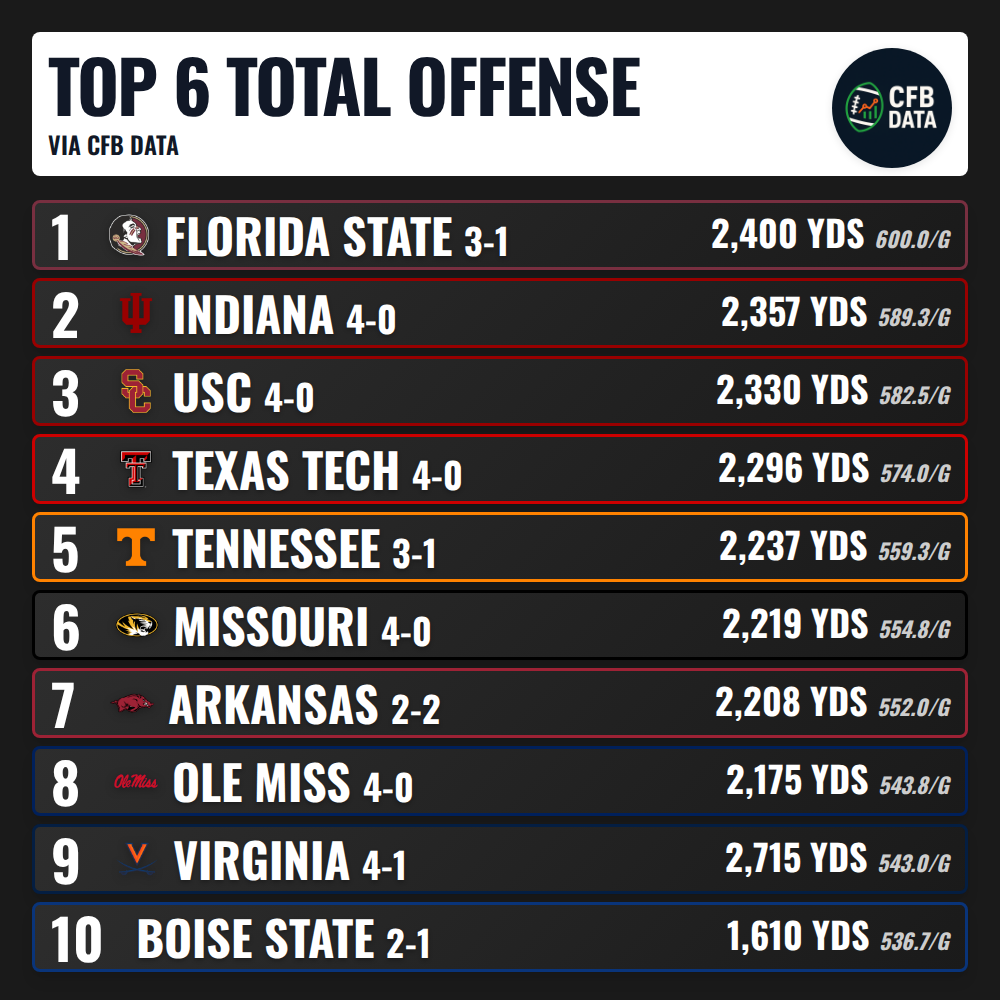 TOP 6 TOTAL OFFENSE
VIA CFB DATA
CFB
DATA
1 FLORIDA STATE 3-1 2,400 YDS 600.0/G
2 INDIANA 4-0 2,357 YDS 589.3/G
3 SC USC 4-0 2,330 YDS 582.5/G
4 TEXAS TECH 4-0 2,296 YDS 574.0/G
5 T TENNESSEE 3-1 2,237 YDS 559.3/G
6 MISSOURI 4-0 2,219 YDS 554.8/G
7 ARKANSAS 2-2 2,208 YDS 552.0/G
8 Ole Miss OLE MISS 4-0 2,175 YDS 543.8/G
9 V VIRGINIA 4-1 2,715 YDS 543.0/G
10 BOISE STATE 2-1 1,610 YDS 536.7/G